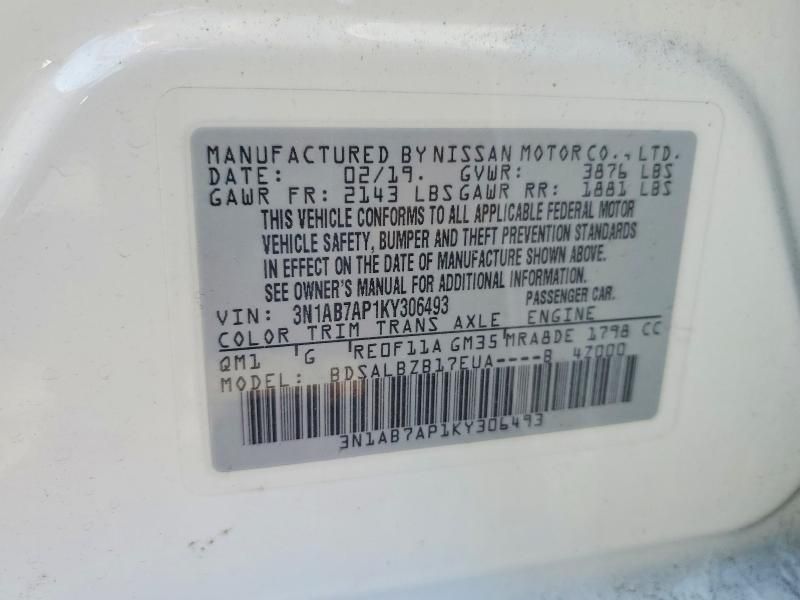 MANUFACTURED BY NISSAN MOTOR CO., LTD.
DATE: 02/19. GVWR: 3876 LBS
GAWR FR: 2143 LBS GAWR RR: 1881 LBS
THIS VEHICLE CONFORMS TO ALL APPLICABLE FEDERAL MOTOR
VEHICLE SAFETY, BUMPER AND THEFT PREVENTION STANDARDS
IN EFFECT ON THE DATE OF MANUFACTURE SHOWN ABOVE.
SEE OWNER'S MANUAL FOR ADDITIONAL INFORMATION.
VIN: 3N1AB7AP1KY306493 PASSENGER CAR.
COLOR TRIM TRANS AXLE ENGINE
QM1 G RE0F11A GM35 MRA8DE 1798 CC
MODEL: BDSALBZB17EUA----B 4Z000
3N1AB7AP1KY306493